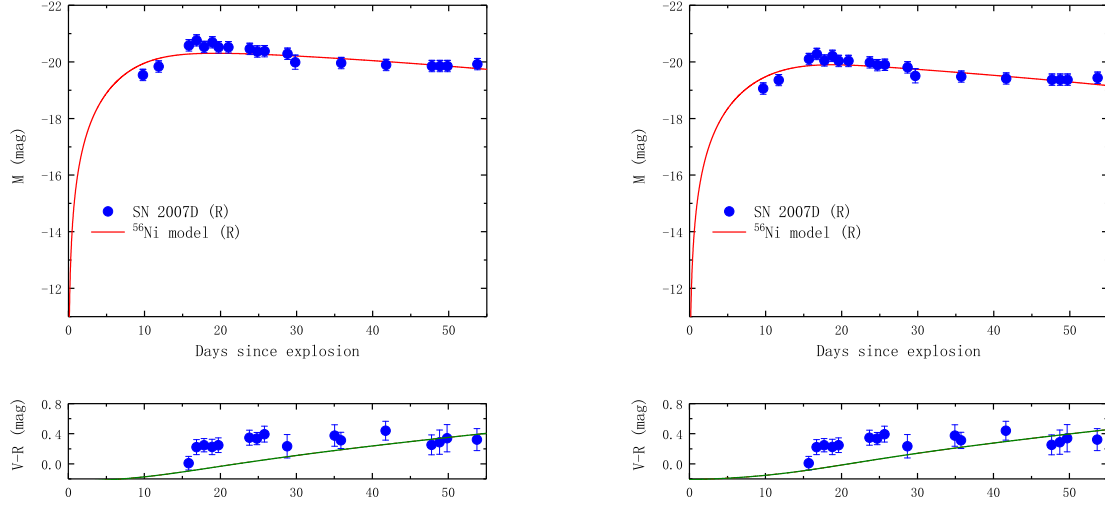 -22
-20
-18
-16
-14
-12
M (mag)
SN 2007D (R)
⁵⁶Ni model (R)
0 10 20 30 40 50
Days since explosion
0.8
0.4
0.0
V-R (mag)
0 10 20 30 40 50
-22
-20
-18
-16
-14
-12
M (mag)
SN 2007D (R)
⁵⁶Ni model (R)
0 10 20 30 40 50
Days since explosion
0.8
0.4
0.0
V-R (mag)
0 10 20 30 40 50